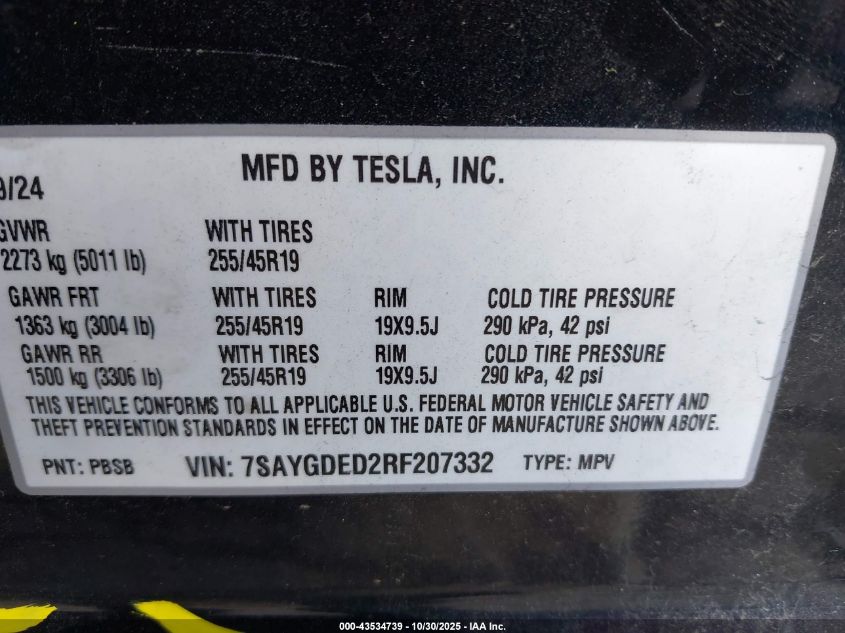 MFD BY TESLA, INC.
9/24
GVWR WITH TIRES
2273 kg (5011 lb) 255/45R19
GAWR FRT WITH TIRES RIM COLD TIRE PRESSURE
1363 kg (3004 lb) 255/45R19 19X9.5J 290 kPa, 42 psi
GAWR RR WITH TIRES RIM COLD TIRE PRESSURE
1500 kg (3306 lb) 255/45R19 19X9.5J 290 kPa, 42 psi
THIS VEHICLE CONFORMS TO ALL APPLICABLE U.S. FEDERAL MOTOR VEHICLE SAFETY AND
THEFT PREVENTION STANDARDS IN EFFECT ON THE DATE OF MANUFACTURE SHOWN ABOVE.
PNT: PBSB VIN: 7SAYGDED2RF207332 TYPE: MPV
000-43534739 - 10/30/2025 - IAA Inc.